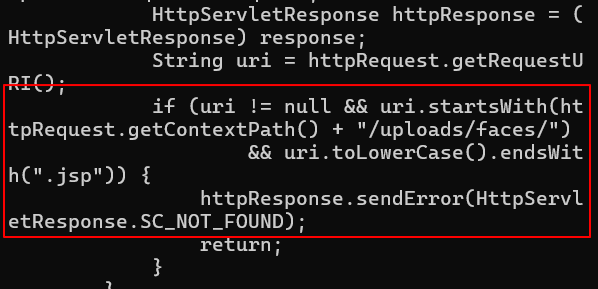 HttpServletResponse httpResponse = (
HttpServletResponse) response;
String uri = httpRequest.getRequestU
RI();
if (uri != null && uri.startsWith(ht
tpRequest.getContextPath() + "/uploads/faces/")
&& uri.toLowerCase().endsWit
h(".jsp")) {
httpResponse.sendError(HttpServl
etResponse.SC_NOT_FOUND);
return;
}
}